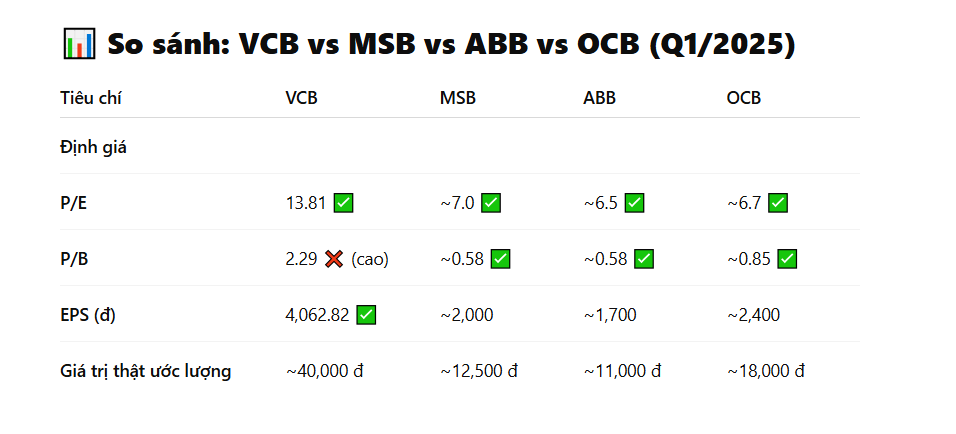 📊 So sánh: VCB vs MSB vs ABB vs OCB (Q1/2025)
Tiêu chí VCB MSB ABB OCB
Định giá
P/E 13.81 ✅ ~7.0 ✅ ~6.5 ✅ ~6.7 ✅
P/B 2.29 ❌ (cao) ~0.58 ✅ ~0.58 ✅ ~0.85 ✅
EPS (đ) 4,062.82 ✅ ~2,000 ~1,700 ~2,400
Giá trị thật ước lượng ~40,000 đ ~12,500 đ ~11,000 đ ~18,000 đ